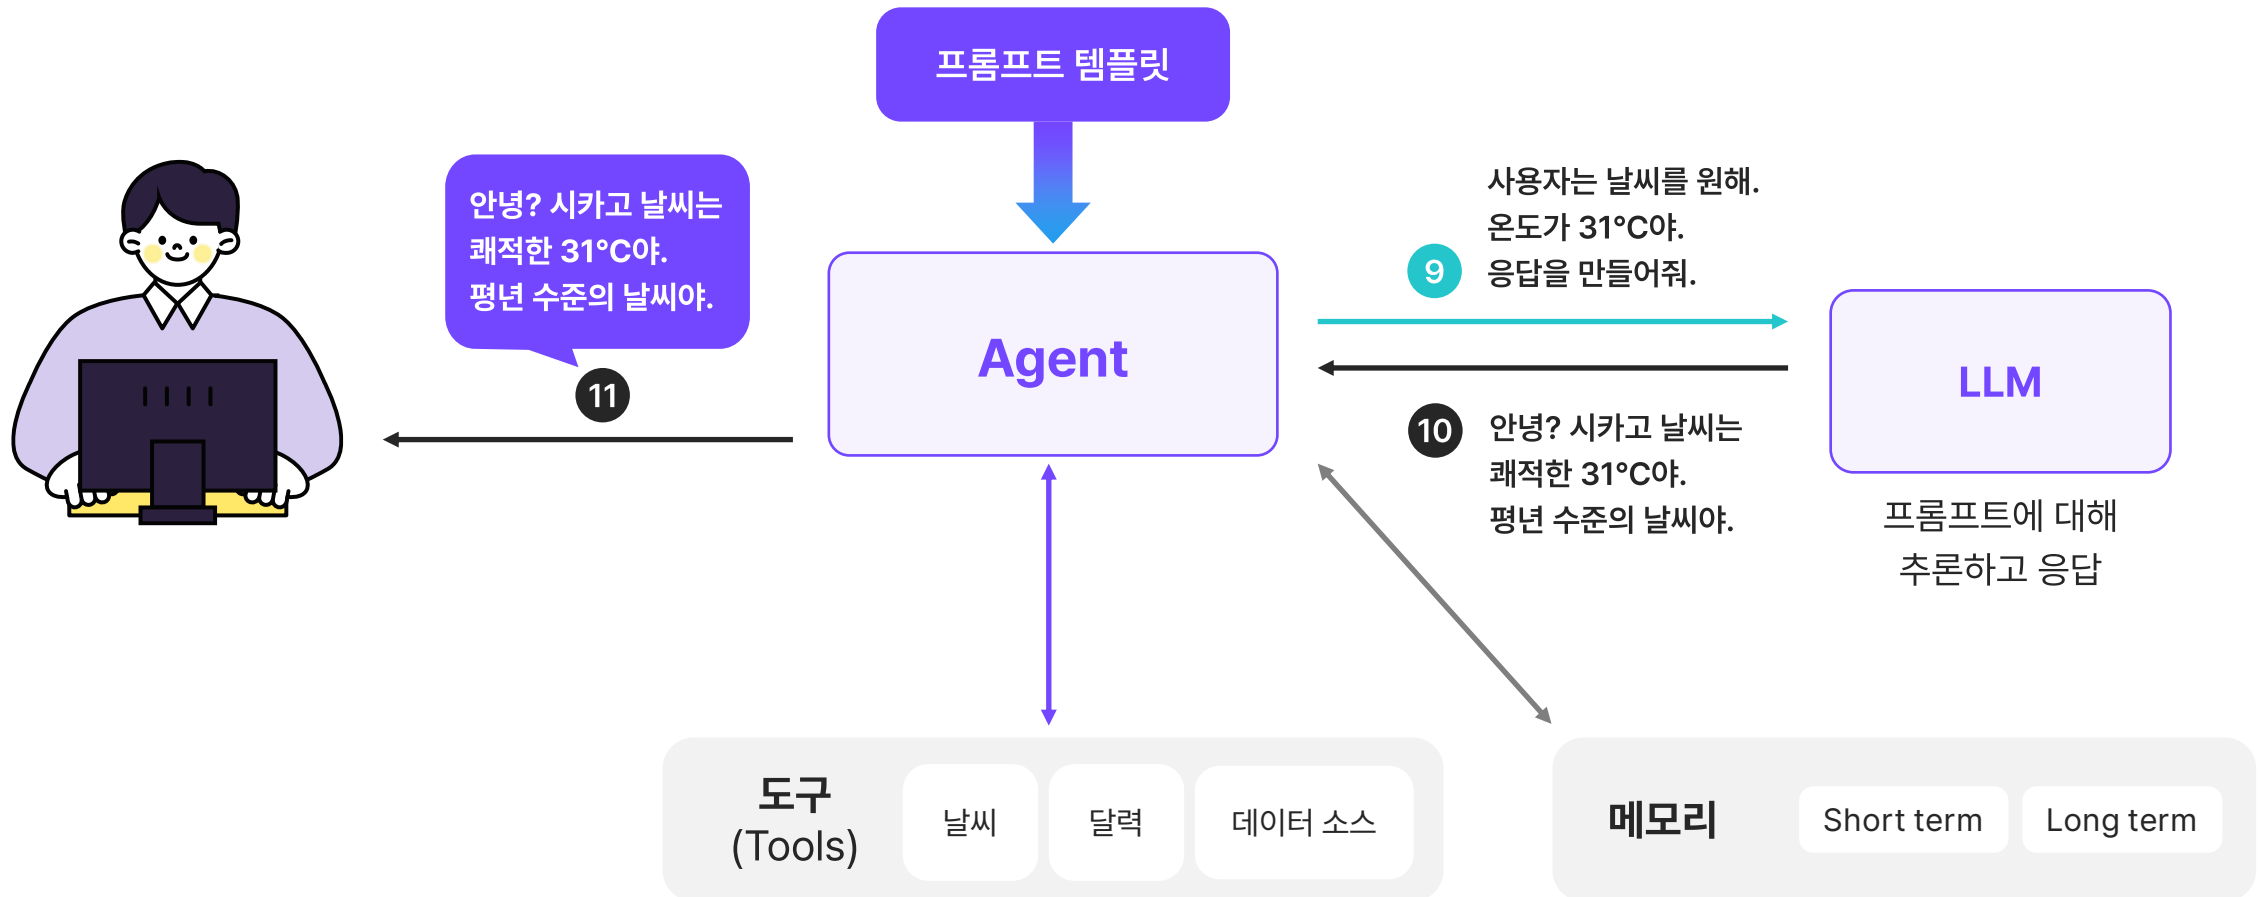 프롬프트 템플릿
안녕? 시카고 날씨는
쾌적한 31°C야.
평년 수준의 날씨야.
11
Agent
9
사용자는 날씨를 원해.
온도가 31°C야.
응답을 만들어줘.
10
안녕? 시카고 날씨는
쾌적한 31°C야.
평년 수준의 날씨야.
LLM
프롬프트에 대해
추론하고 응답
도구
(Tools)
날씨
달력
데이터 소스
메모리
Short term
Long term